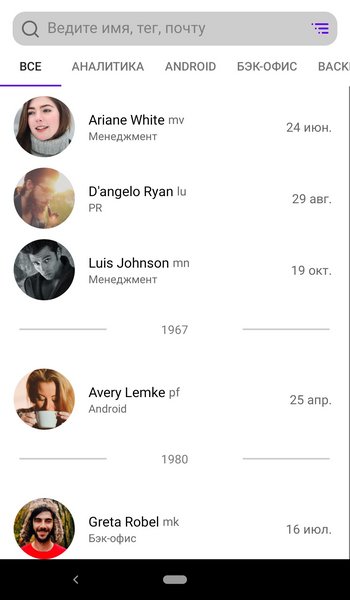 Ведите имя, тег, почту
ВСЕ АНАЛИТИКА ANDROID БЭК-ОФИС BACKI
Ariane White mv
Менеджмент
24 июн.
D'angelo Ryan lu
PR
29 авг.
Luis Johnson mn
Менеджмент
19 окт.
1967
Avery Lemke pf
Android
25 апр.
1980
Greta Robel mk
Бэк-офис
16 июл.